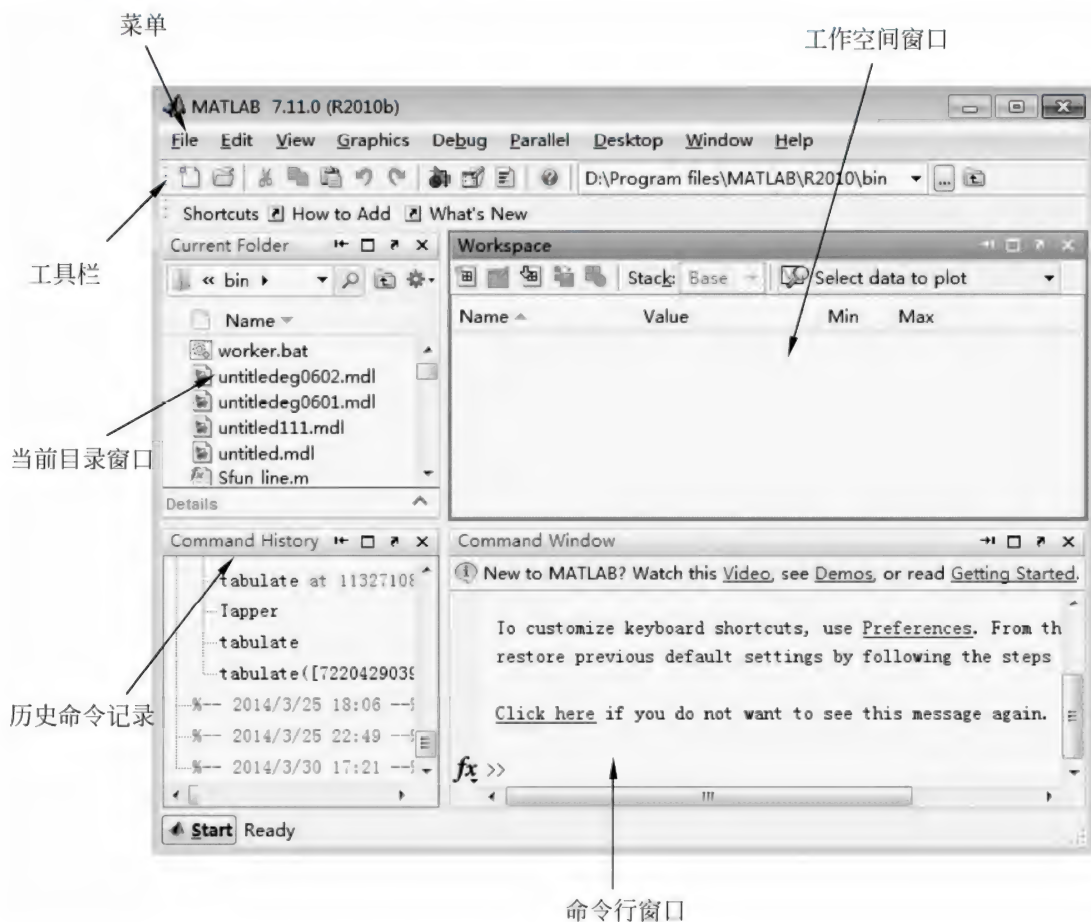 菜单
工作空间窗口
MATLAB 7.11.0 (R2010b)
File Edit View Graphics Debug Parallel Desktop Window Help
D:\Program files\MATLAB\R2010\bin
Shortcuts How to Add What's New
工具栏
Current Folder
Workspace
« bin
Stack: Base
Select data to plot
Name
Name Value Min Max
worker.bat
untitledeg0602.mdl
untitledeg0601.mdl
untitled111.mdl
untitled.mdl
Sfun line.m
当前目录窗口
Details
Command History
Command Window
New to MATLAB? Watch this Video, see Demos, or read Getting Started.
tabulate at 11327108
Iapper
tabulate
tabulate([7220429039
%-- 2014/3/25 18:06 --%
%-- 2014/3/25 22:49 --%
%-- 2014/3/30 17:21 --%
历史命令记录
Io customize keyboard shortcuts, use Preferences. From th
restore previous default settings by following the steps
Click here if you do not want to see this message again.
fx >>
Start Ready
命令行窗口